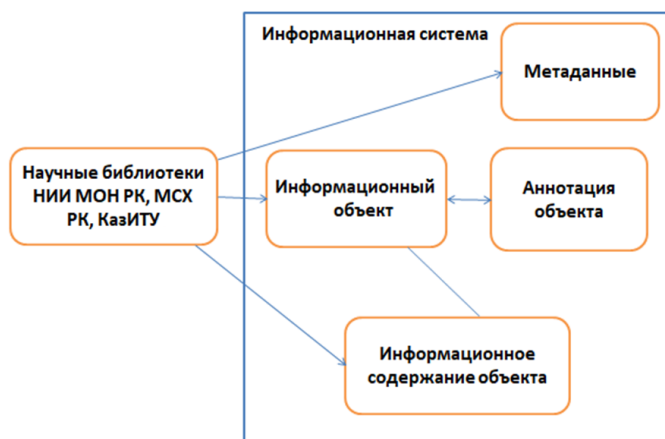 Информационная система
Метаданные
Научные библиотеки
НИИ МОН РК, МСХ
РК, КазИТУ
Информационный
объект
Аннотация
объекта
Информационное
содержание объекта